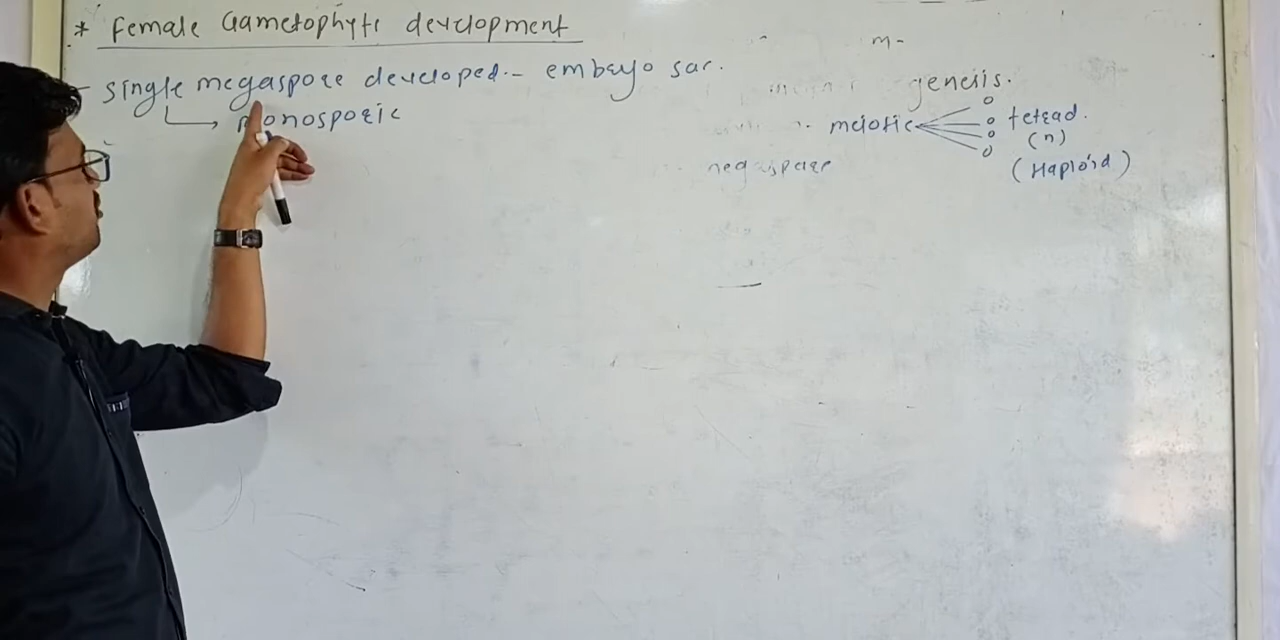 * Female Gametophyte development
- single megaspore developed.- embryo sac.
monosporic
m-
genesis.
meiotic
tetrad.
(n)
(Haploid)
megaspore